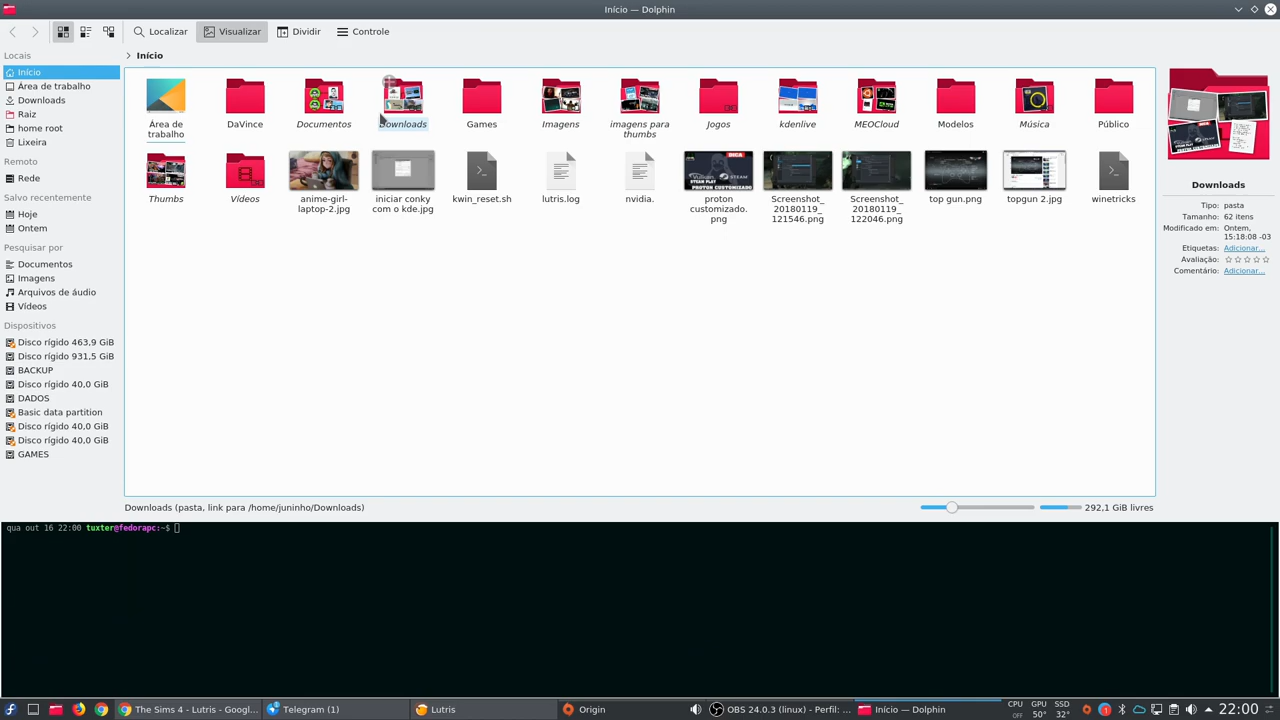 Início — Dolphin
Localizar
Visualizar
Dividir
Controle
Locais
Início
Área de trabalho
Downloads
Raiz
home root
Lixeira
Remoto
Rede
Salvo recentemente
Hoje
Ontem
Pesquisar por
Documentos
Imagens
Arquivos de áudio
Vídeos
Dispositivos
Disco rígido 463,9 GiB
Disco rígido 931,5 GiB
BACKUP
Disco rígido 40,0 GiB
DADOS
Basic data partition
Disco rígido 40,0 GiB
Disco rígido 40,0 GiB
GAMES
Início
Área de
trabalho
DaVince
Documentos
Downloads
Games
Imagens
imagens para
thumbs
Jogos
kdenlive
MEOCloud
Modelos
Música
Público
Thumbs
Vídeos
anime-girl-
laptop-2.jpg
iniciar conky
com o kde.jpg
kwin_reset.sh
lutris.log
nvidia.
proton
customizado.
png
Screenshot_
20180119_
121546.png
Screenshot_
20180119_
122046.png
top gun.png
topgun 2.jpg
winetricks
Downloads
Tipo: pasta
Tamanho: 62 itens
Modificado em: Ontem,
15:18:08 -03
Etiquetas: Adicionar...
Avaliação:
Comentário: Adicionar...
Downloads (pasta, link para /home/juninho/Downloads)
292,1 GiB livres
qua out 16 22:00 tuxter@fedorapc:~$
The Sims 4 - Lutris - Googl...
Telegram (1)
Lutris
Origin
OBS 24.0.3 (linux) - Perfil: ...
Início — Dolphin
CPU
OFF
GPU
50°
SSD
32°
22:00